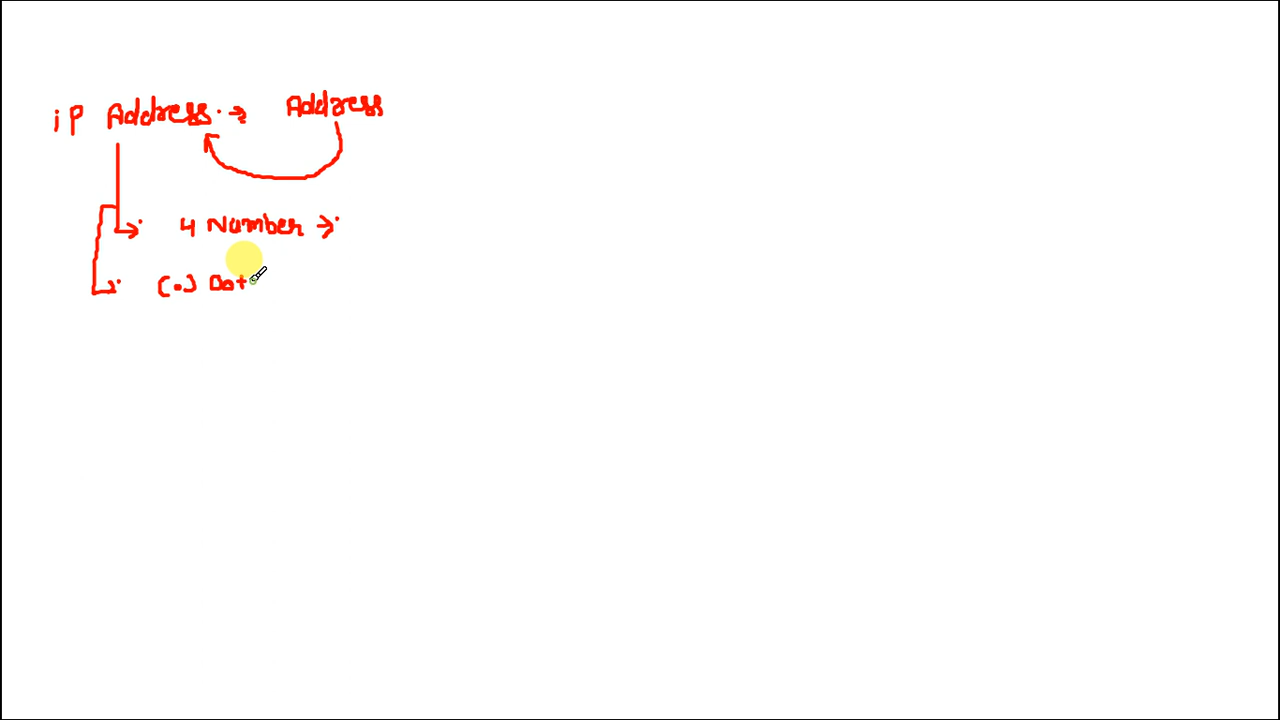 iP Address → Address
4 Number →
(.) Dot